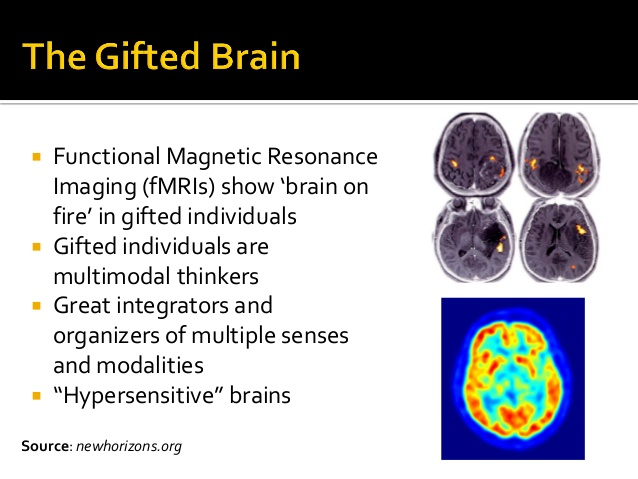 The Gifted Brain
▪ Functional Magnetic Resonance
Imaging (fMRIs) show ‘brain on
fire’ in gifted individuals
▪ Gifted individuals are
multimodal thinkers
▪ Great integrators and
organizers of multiple senses
and modalities
▪ “Hypersensitive” brains
Source: newhorizons.org